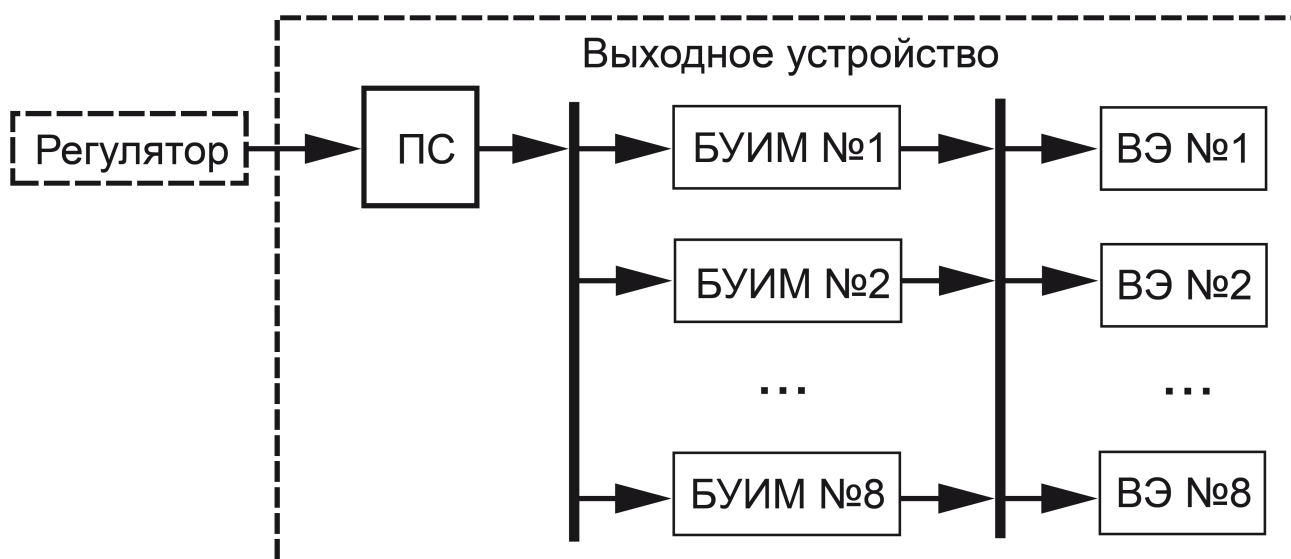 Выходное устройство
Регулятор
ПС
БУИМ №1
ВЭ №1
БУИМ №2
ВЭ №2
...
...
БУИМ №8
ВЭ №8